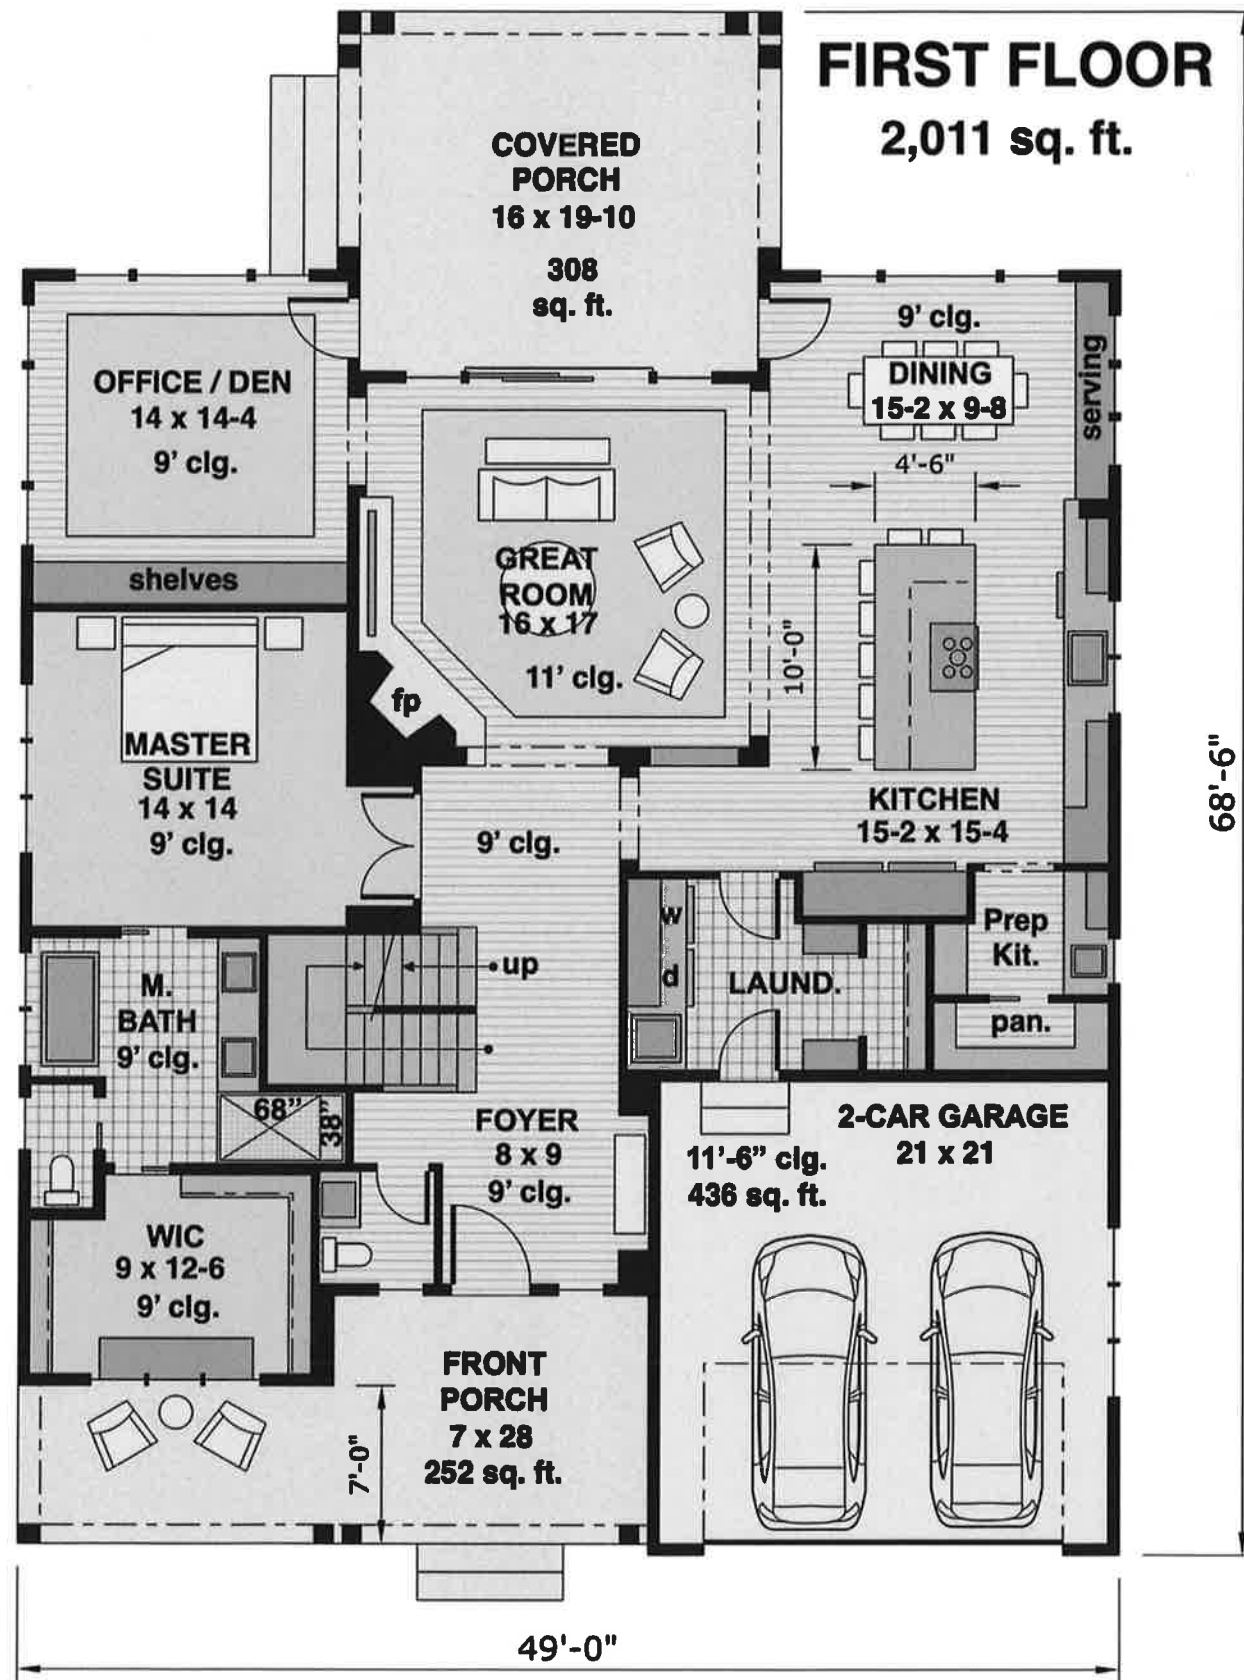 FIRST FLOOR
2,011 sq. ft.
COVERED
PORCH
16 x 19-10
308
sq. ft.
9' clg.
DINING
15-2 x 9-8
serving
OFFICE / DEN
14 x 14-4
9' clg.
shelves
4'-6"
GREAT
ROOM
16 x 17
11' clg.
10'-0"
fp
MASTER
SUITE
14 x 14
9' clg.
9' clg.
KITCHEN
15-2 x 15-4
68'-6"
w
d
LAUND.
Prep
Kit.
pan.
up
M.
BATH
9' clg.
68”
38”
FOYER
8 x 9
9' clg.
2-CAR GARAGE
21 x 21
11’-6” clg.
436 sq. ft.
WIC
9 x 12-6
9' clg.
FRONT
PORCH
7 x 28
252 sq. ft.
7'-0"
49'-0"